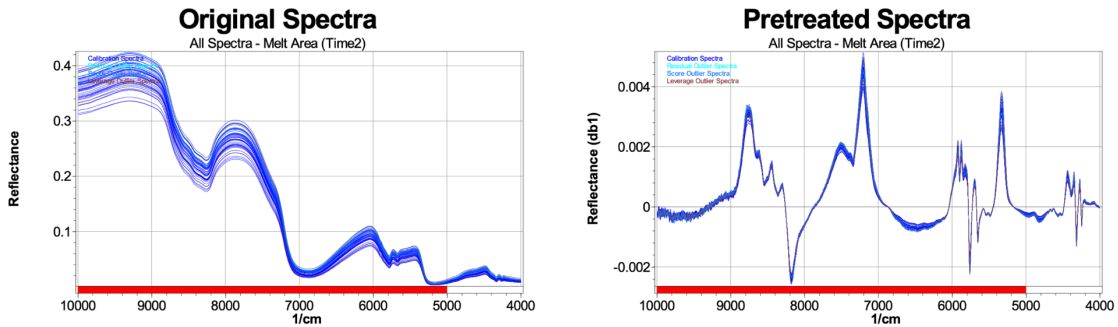 Original Spectra
All Spectra - Melt Area (Time2)
Calibration Spectra
Leverage Outlier Spectra
Reflectance
0.4
0.3
0.2
0.1
10000 9000 8000 7000 6000 5000 4000
1/cm
Pretreated Spectra
All Spectra - Melt Area (Time2)
Calibration Spectra
Residual Outlier Spectra
Score Outlier Spectra
Leverage Outlier Spectra
Reflectance (db1)
0.004
0.002
0
-0.002
10000 9000 8000 7000 6000 5000 4000
1/cm